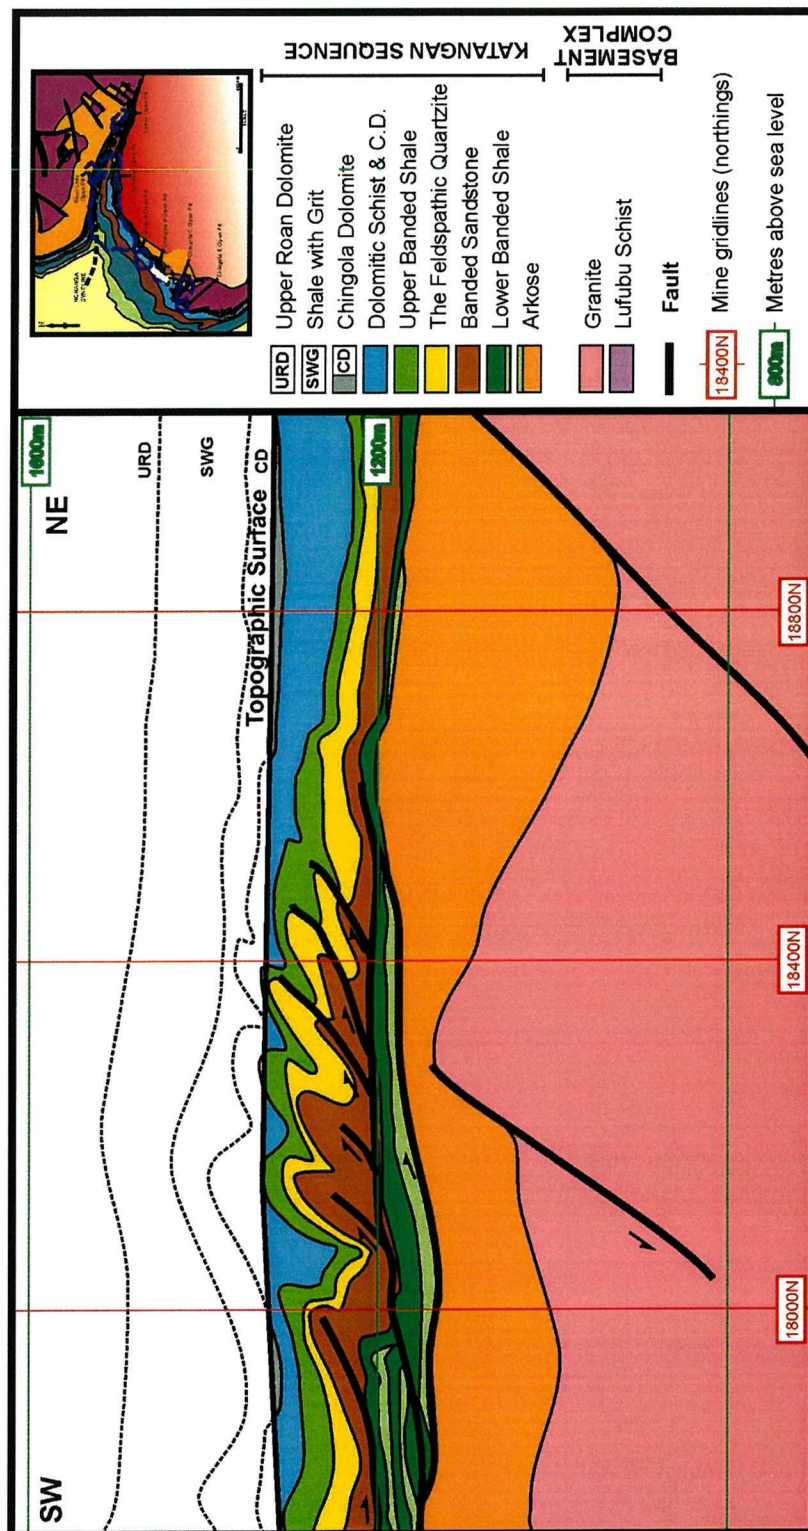 SW
NE
1600m
URD
SWG
CD
Topographic Surface
1200m
18000N
18400N
18800N
N
NCHANGA
SYNCLINE
URD Upper Roan Dolomite
SWG Shale with Grit
CD Chingola Dolomite
Dolomitic Schist & C.D.
Upper Banded Shale
The Feldspathic Quartzite
Banded Sandstone
Lower Banded Shale
Arkose
KATANGAN SEQUENCE
Granite
Lufubu Schist
BASEMENT
COMPLEX
Fault
18400N Mine gridlines (northings)
800m Metres above sea level